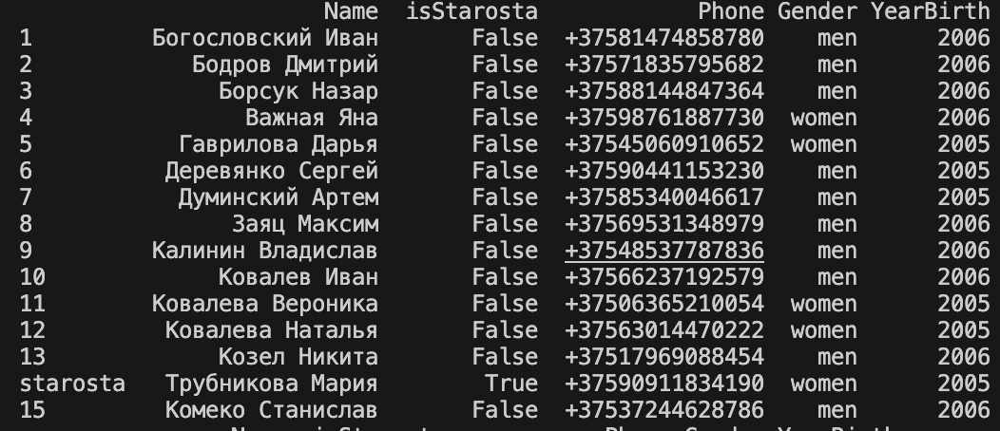 Name isStarosta Phone Gender YearBirth
1 Богословский Иван False +37581474858780 men 2006
2 Бодров Дмитрий False +37571835795682 men 2006
3 Борсук Назар False +37588144847364 men 2006
4 Важная Яна False +37598761887730 women 2006
5 Гаврилова Дарья False +37545060910652 women 2005
6 Деревянко Сергей False +37590441153230 men 2005
7 Думинский Артем False +37585340046617 men 2005
8 Заяц Максим False +37569531348979 men 2006
9 Калинин Владислав False +37548537787836 men 2006
10 Ковалев Иван False +37566237192579 men 2006
11 Ковалева Вероника False +37506365210054 women 2005
12 Ковалева Наталья False +37563014470222 women 2005
13 Козел Никита False +37517969088454 men 2006
starosta Трубникова Мария True +37590911834190 women 2005
15 Комеко Станислав False +37537244628786 men 2006